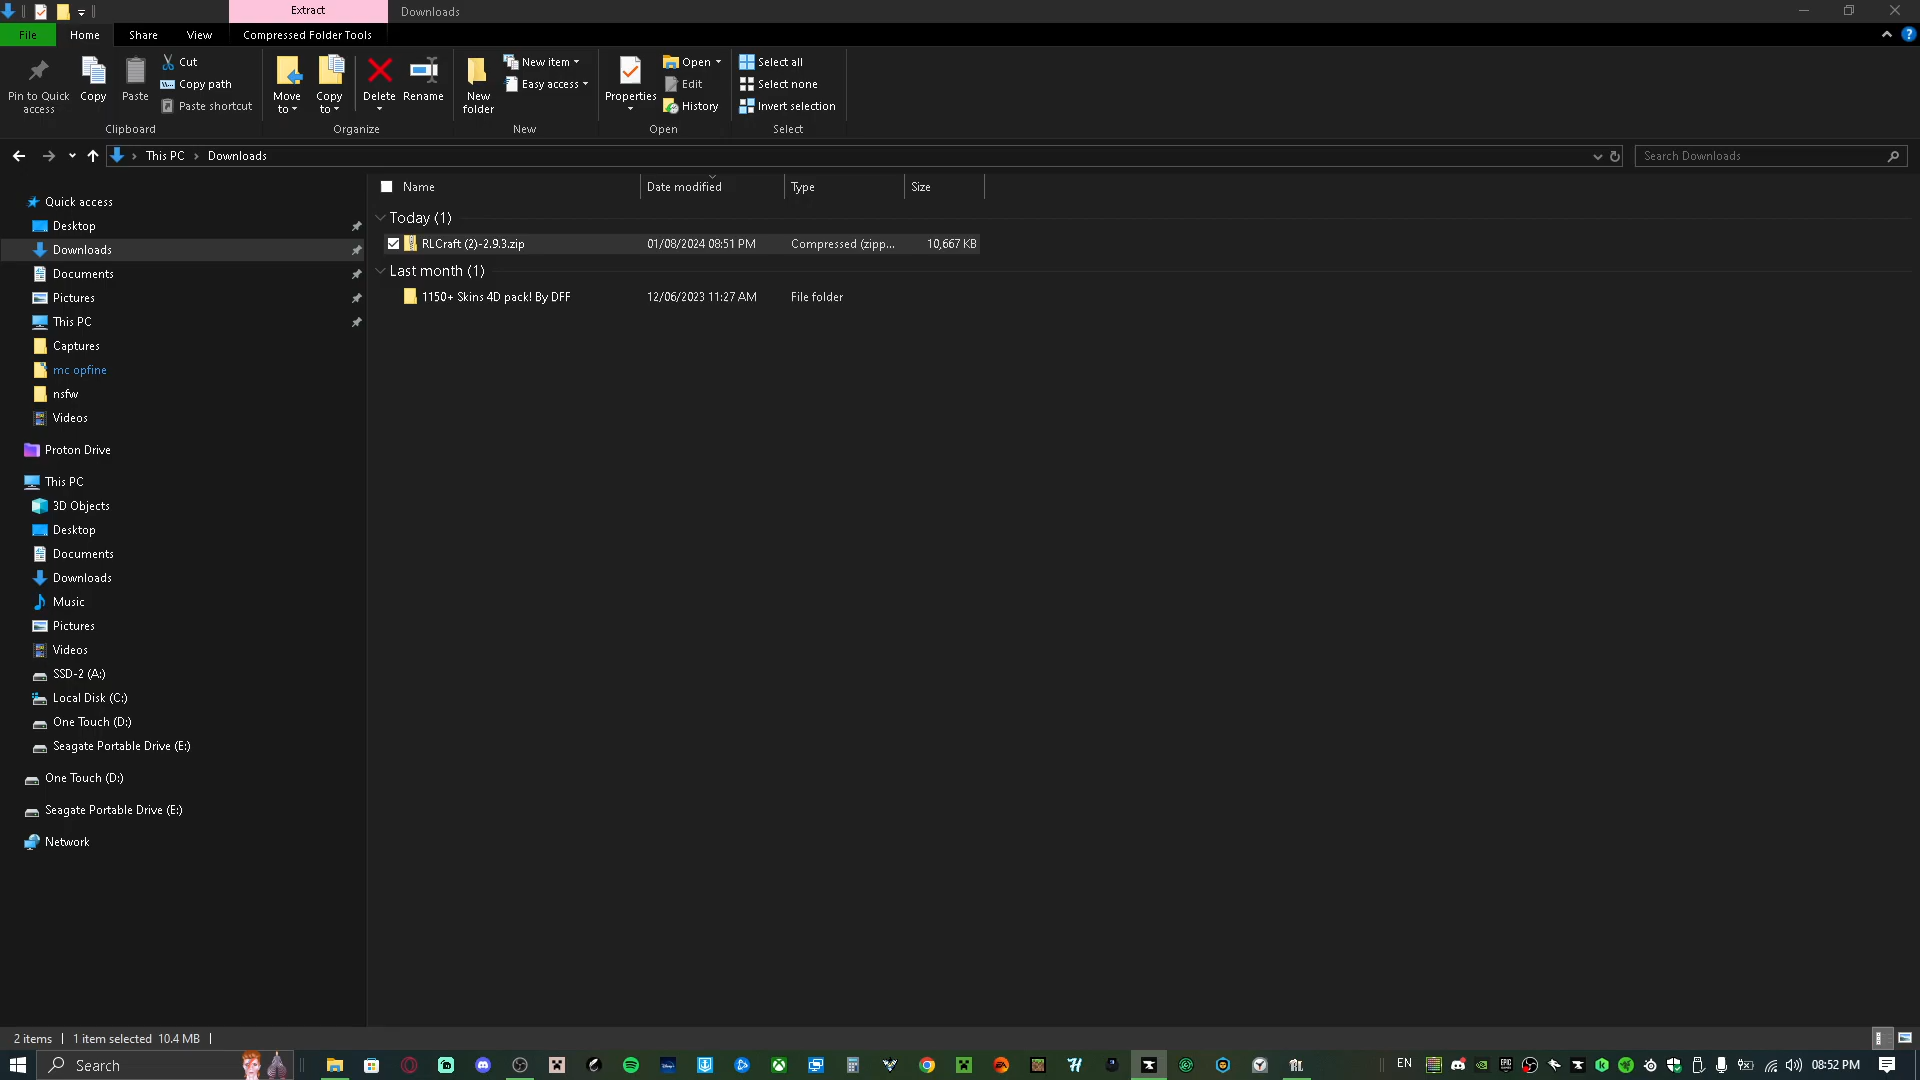 Extract
Downloads
File
Home
Share
View
Compressed Folder Tools
Pin to Quick access
Copy
Paste
Cut
Copy path
Paste shortcut
Clipboard
Move to
Copy to
Delete
Rename
Organize
New folder
New item
Easy access
New
Properties
Open
Edit
History
Open
Select all
Select none
Invert selection
Select
This PC
Downloads
Search Downloads
Name
Date modified
Type
Size
Today (1)
RLCraft (2)-2.9.3.zip
01/08/2024 08:51 PM
Compressed (zipp...
10,667 KB
Last month (1)
1150+ Skins 4D pack! By DFF
12/06/2023 11:27 AM
File folder
Quick access
Desktop
Downloads
Documents
Pictures
This PC
Captures
mc opfine
nsfw
Videos
Proton Drive
This PC
3D Objects
Desktop
Documents
Downloads
Music
Pictures
Videos
SSD-2 (A:)
Local Disk (C:)
One Touch (D:)
Seagate Portable Drive (E:)
One Touch (D:)
Seagate Portable Drive (E:)
Network
2 items
1 item selected 10.4 MB
Search
EN
08:52 PM